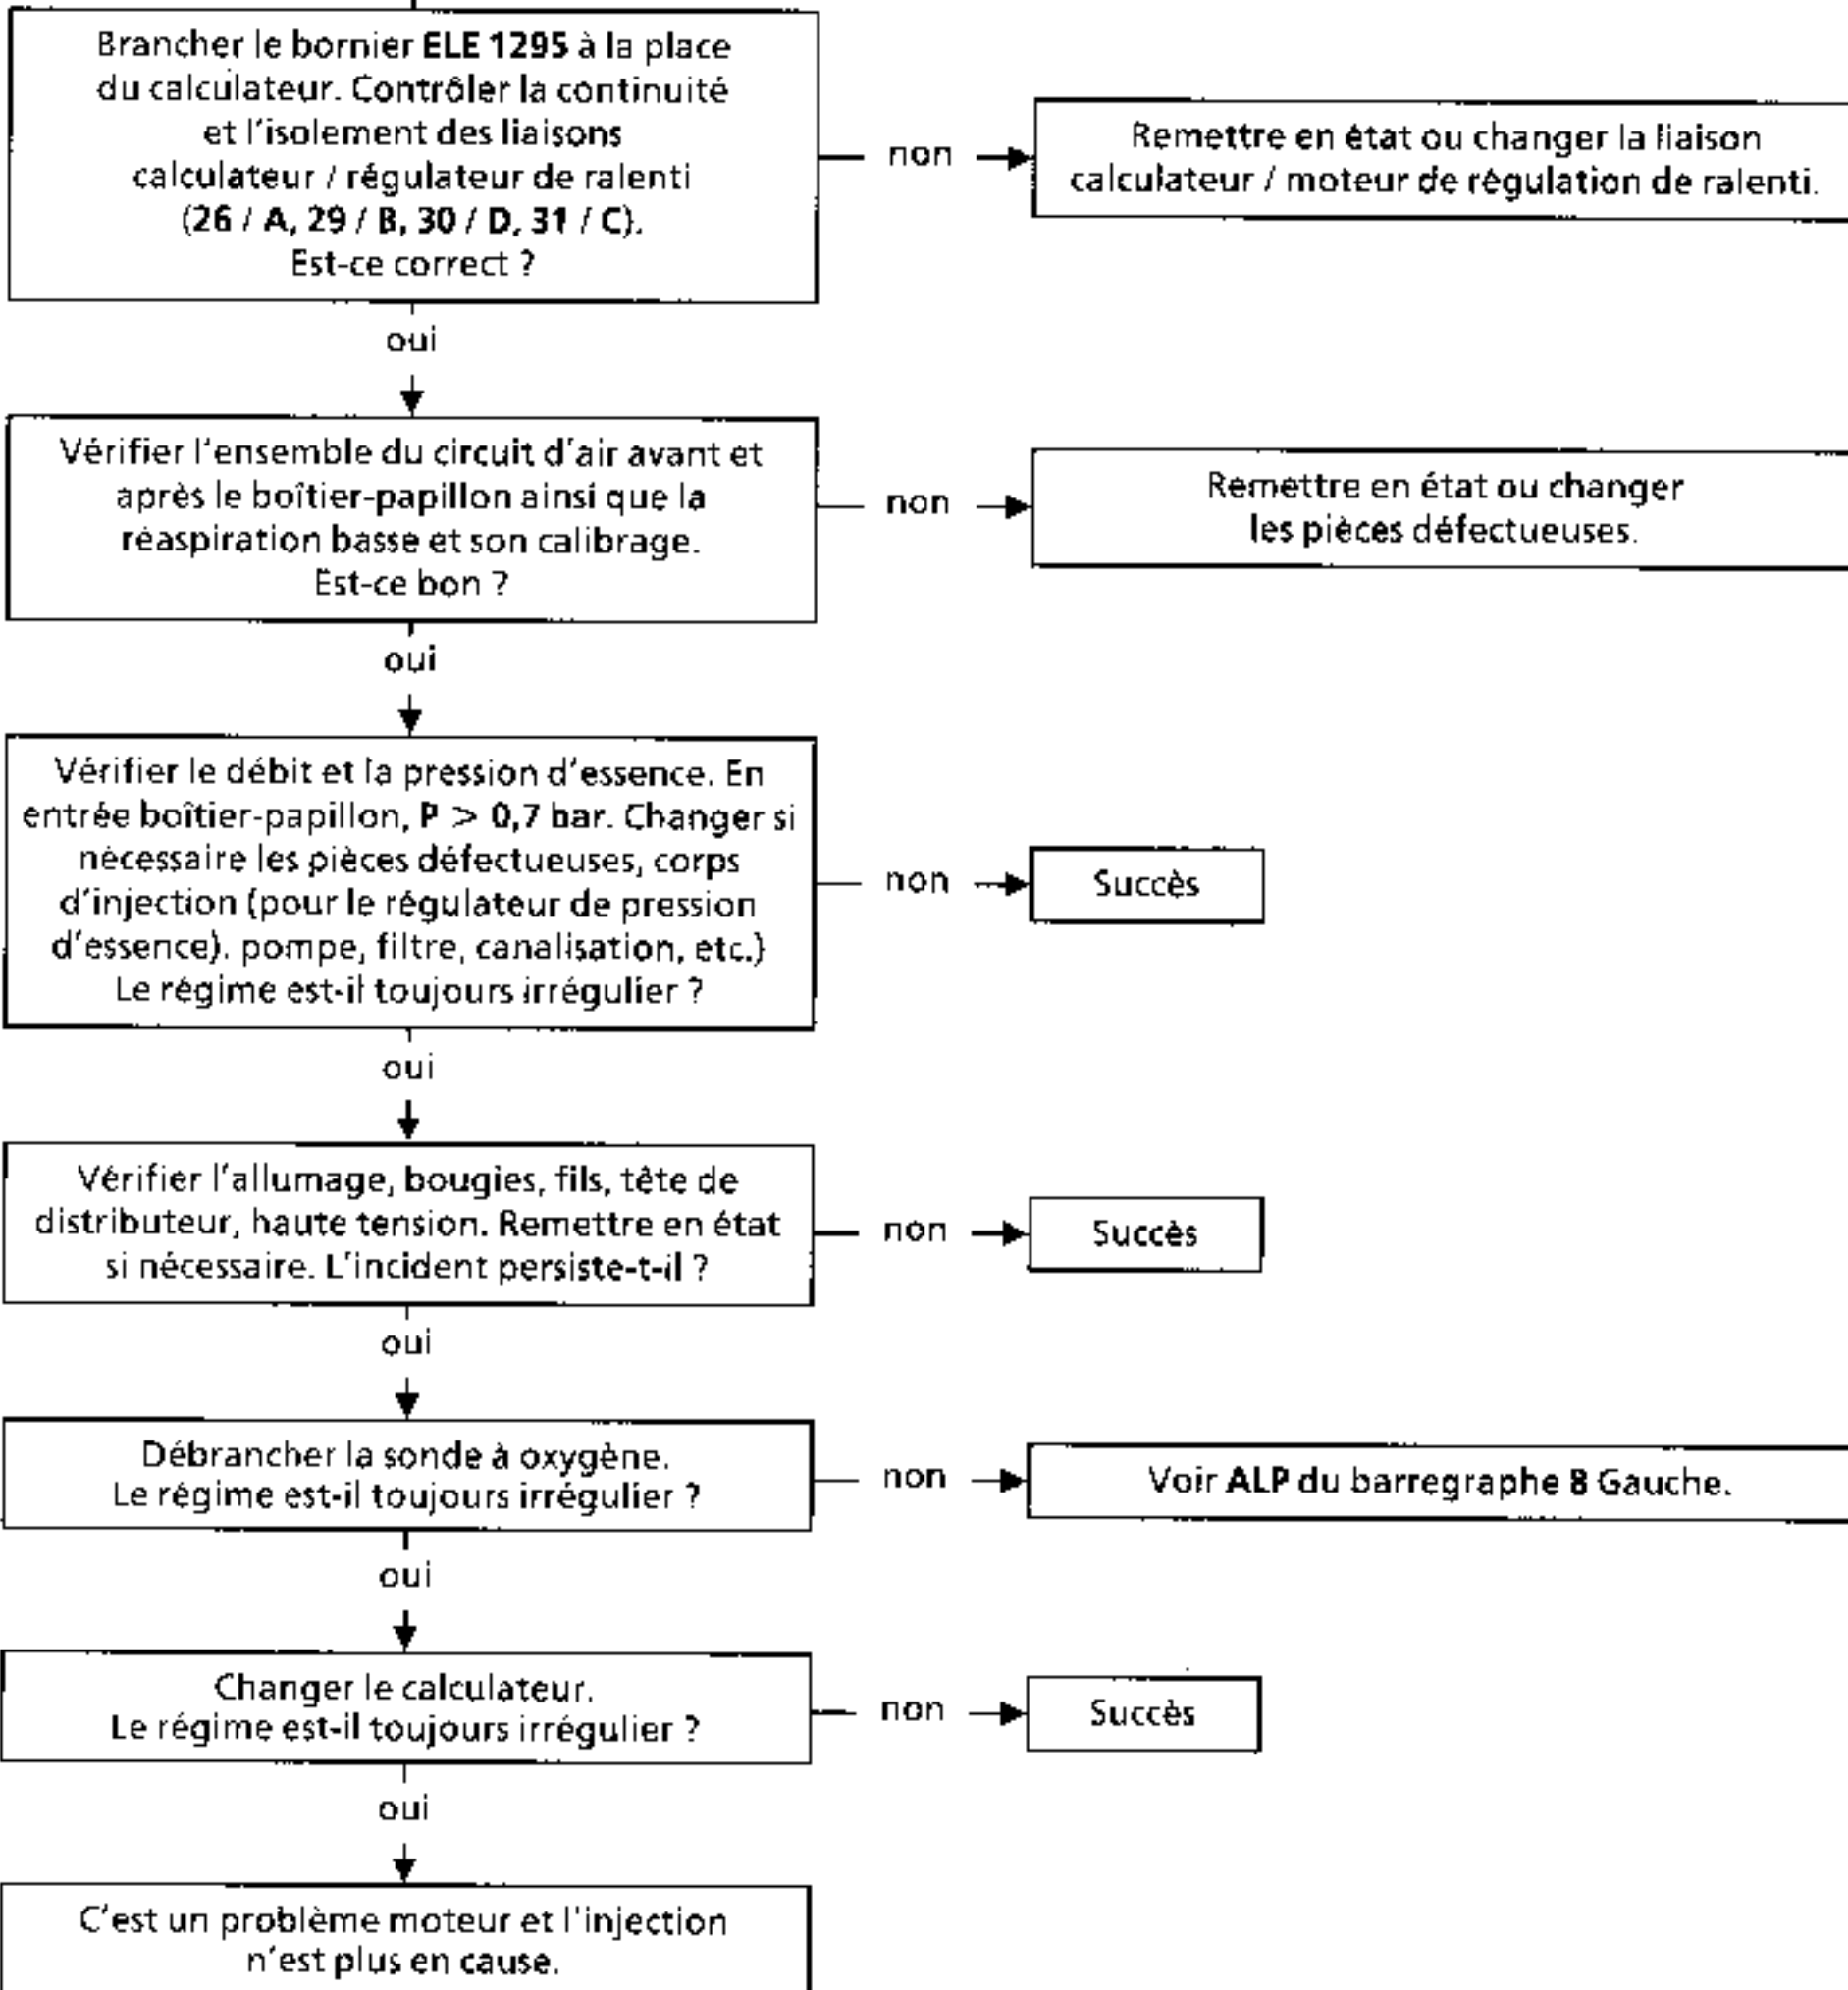 Brancher le bornier ELE 1295 à la place
du calculateur. Contrôler la continuité
et l'isolement des liaisons
calculateur / régulateur de ralenti
(26 / A, 29 / B, 30 / D, 31 / C).
Est-ce correct ?
non
Remettre en état ou changer la liaison
calculateur / moteur de régulation de ralenti.
oui
Vérifier l'ensemble du circuit d'air avant et
après le boîtier-papillon ainsi que la
réaspiration basse et son calibrage.
Est-ce bon ?
non
Remettre en état ou changer
les pièces défectueuses.
oui
Vérifier le débit et la pression d'essence. En
entrée boîtier-papillon, P > 0,7 bar. Changer si
nécessaire les pièces défectueuses, corps
d'injection (pour le régulateur de pression
d'essence), pompe, filtre, canalisation, etc.)
Le régime est-il toujours irrégulier ?
non
Succès
oui
Vérifier l'allumage, bougies, fils, tête de
distributeur, haute tension. Remettre en état
si nécessaire. L'incident persiste-t-il ?
non
Succès
oui
Débrancher la sonde à oxygène.
Le régime est-il toujours irrégulier ?
non
Voir ALP du barregraphe 8 Gauche.
oui
Changer le calculateur.
Le régime est-il toujours irrégulier ?
non
Succès
oui
C'est un problème moteur et l'injection
n'est plus en cause.